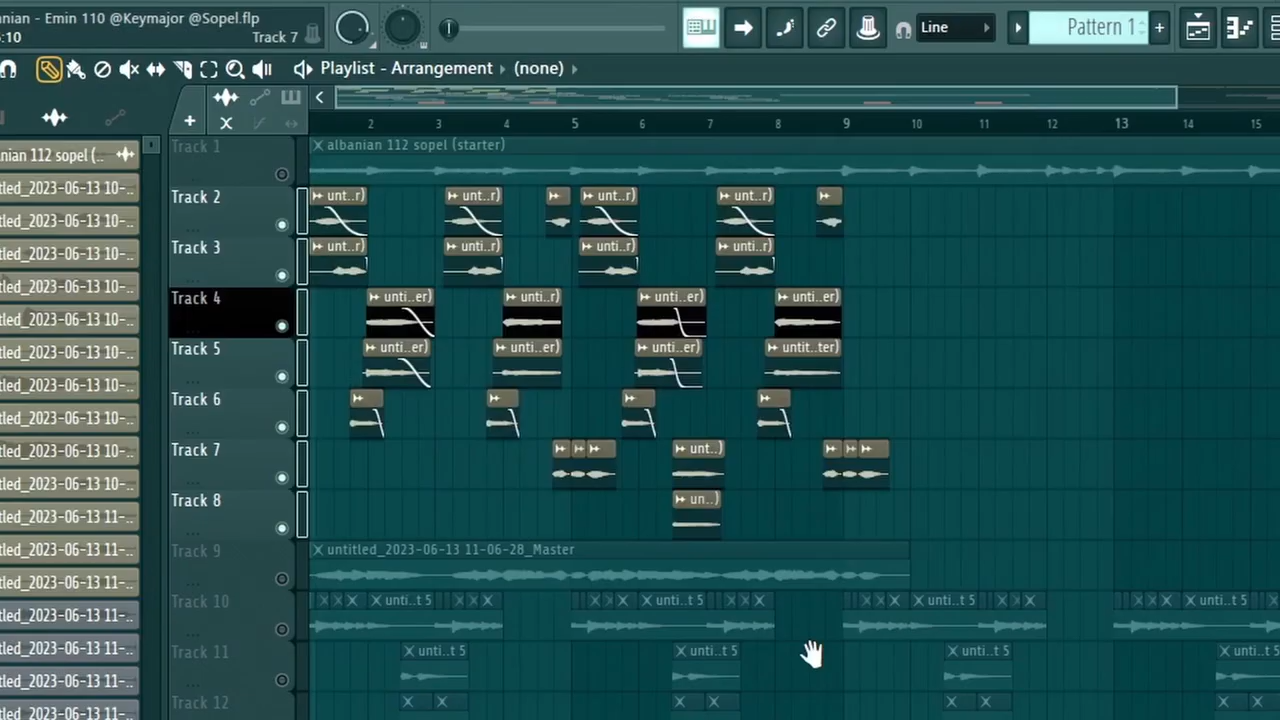 anian - Emin 110 @Keymajor @Sopel.flp
5:10 Track 7
Line
Pattern 1
Playlist - Arrangement (none)
2 3 4 5 6 7 8 9 10 11 12 13 14 15
Track 1
albanian 112 sopel (starter)
Track 2
unt..r) unt..r) unt..r) unt..r)
Track 3
unt..r) unti..r) unt..r) unti..r)
Track 4
unti..er) unti..r) unti...er) unti..er)
Track 5
unti..er) unti...er) unti..er) untit..ter)
Track 6
Track 7
unt..)
Track 8
un..)
Track 9
untitled_2023-06-13 11-06-28_Master
Track 10
unti..t 5 unti..t 5 unti..t 5 unti..t 5
Track 11
unti..t 5 unti..t 5 unti..t 5 unti..t 5
Track 12
anian 112 sopel (..
tled_2023-06-13 10-..
tled_2023-06-13 10-..
tled_2023-06-13 10-..
tled_2023-06-13 10-..
tled_2023-06-13 10-..
tled_2023-06-13 10-..
tled_2023-06-13 10-..
tled_2023-06-13 10-..
tled_2023-06-13 10-..
tled_2023-06-13 10-..
tled_2023-06-13 11-..
tled_2023-06-13 11-..
tled_2023-06-13 11-..
tled_2023-06-13 11-..
tled_2023-06-13 11-..
tled_2023-06-13 11-..
tled_2023-06-13 11-..